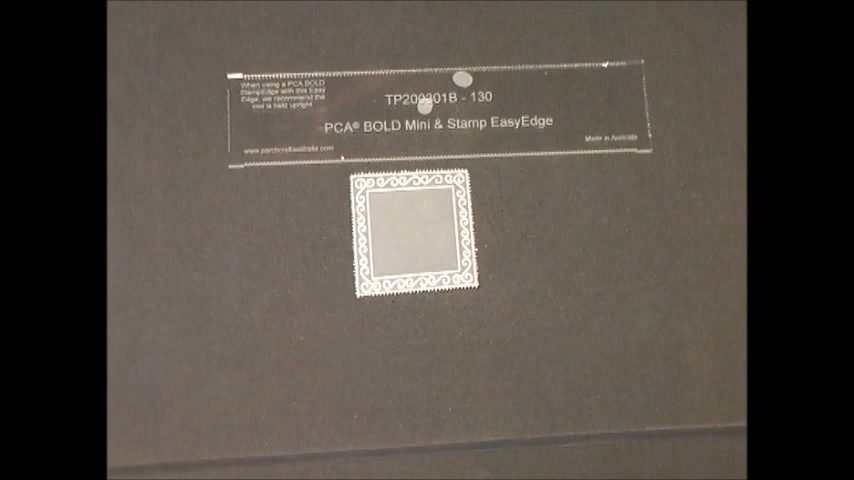 When using a PCA BOLD
StampEdge with this Easy
Edge, we recommend the
tool is held upright
TP200301B - 130
PCA® BOLD Mini & Stamp EasyEdge
www.parchcraftaustralia.com
Made in Australia